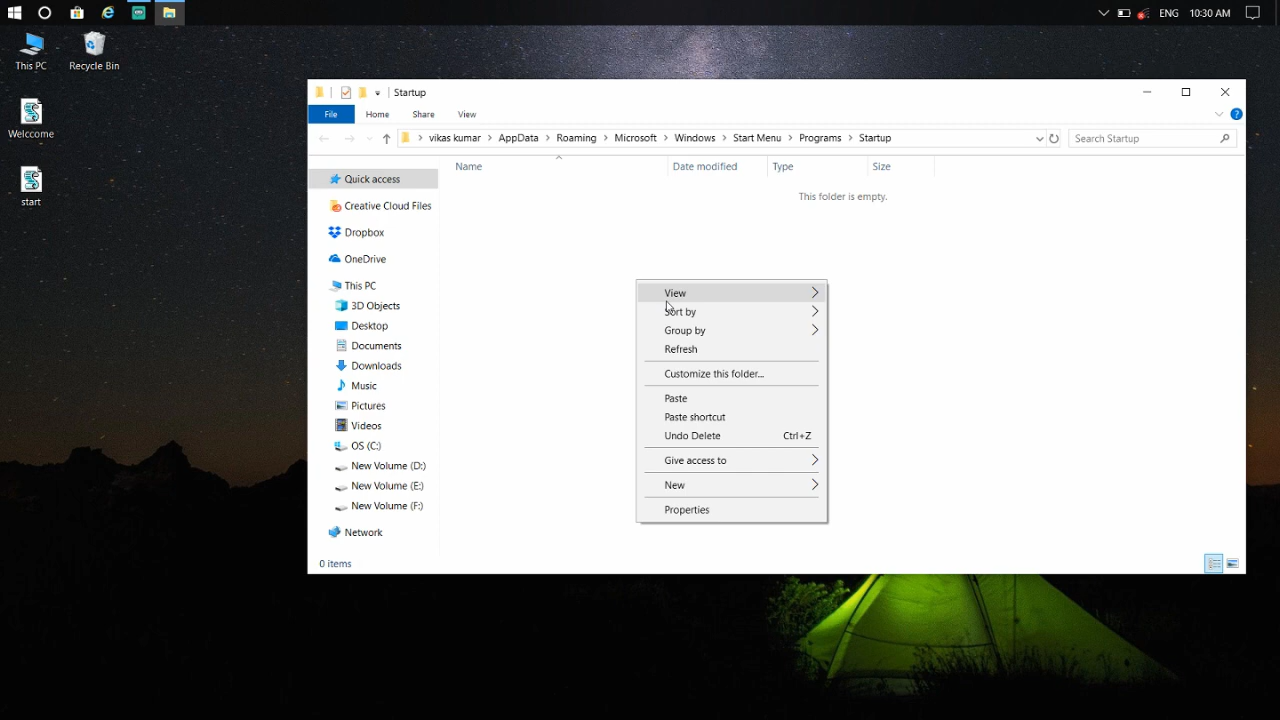 ENG 10:30 AM
This PC
Recycle Bin
Wellcome
start
Startup
File Home Share View
vikas kumar AppData Roaming Microsoft Windows Start Menu Programs Startup
Search Startup
Name Date modified Type Size
This folder is empty.
Quick access
Creative Cloud Files
Dropbox
OneDrive
This PC
3D Objects
Desktop
Documents
Downloads
Music
Pictures
Videos
OS (C:)
New Volume (D:)
New Volume (E:)
New Volume (F:)
Network
View
Sort by
Group by
Refresh
Customize this folder...
Paste
Paste shortcut
Undo Delete Ctrl+Z
Give access to
New
Properties
0 items